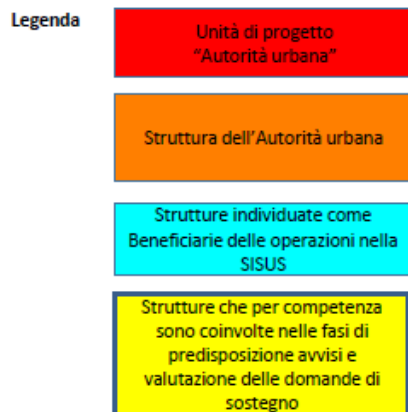 Legenda
Unità di progetto
"Autorità urbana"
Struttura dell'Autorità urbana
Strutture individuate come
Beneficiarie delle operazioni nella
SISUS
Strutture che per competenza
sono coinvolte nelle fasi di
predisposizione avvisi e
valutazione delle domande di
sostegno